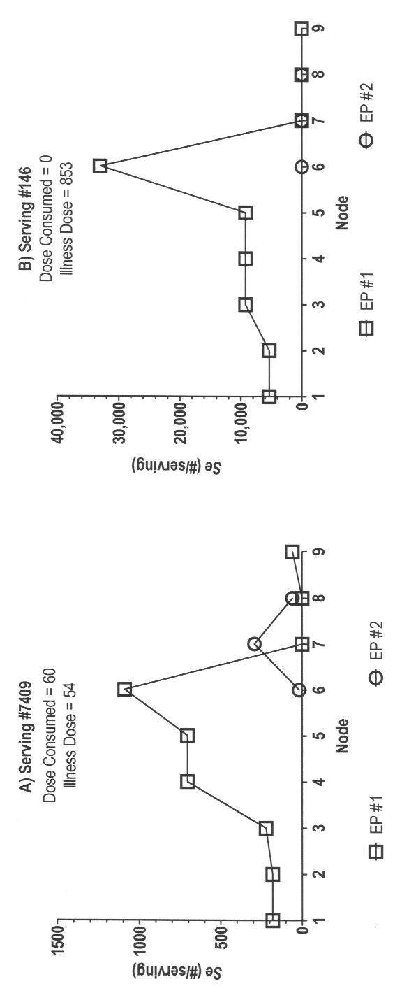 A) Serving #7409
Dose Consumed = 60
Illness Dose = 54
1500
1000
500
0
Se (#/serving)
1 2 3 4 5 6 7 8 9
Node
EP #1 EP #2
B) Serving #146
Dose Consumed = 0
Illness Dose = 853
40,000
30,000
20,000
10,000
0
Se (#/serving)
1 2 3 4 5 6 7 8 9
Node
EP #1 EP #2